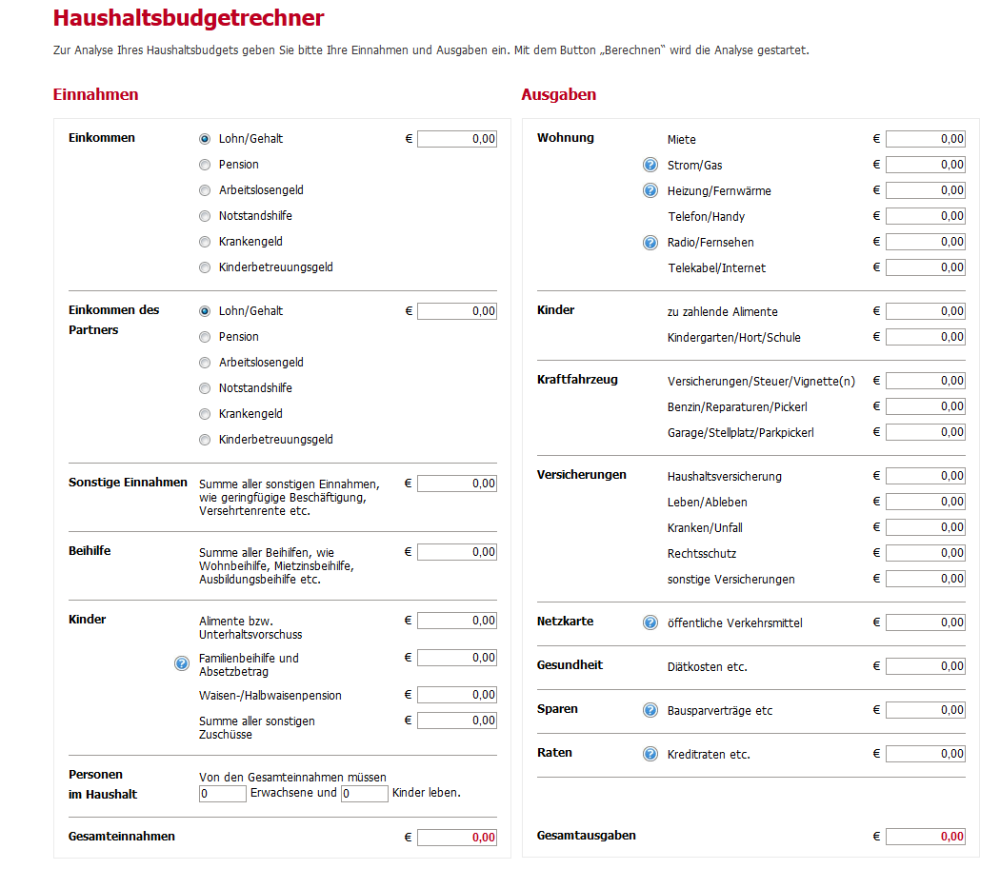 Haushaltsbudgetrechner
Zur Analyse Ihres Haushaltsbudgets geben Sie bitte Ihre Einnahmen und Ausgaben ein. Mit dem Button „Berechnen“ wird die Analyse gestartet.
Einnahmen
Einkommen Lohn/Gehalt € 0,00
Pension
Arbeitslosengeld
Notstandshilfe
Krankengeld
Kinderbetreuungsgeld
Einkommen des Lohn/Gehalt € 0,00
Partners
Pension
Arbeitslosengeld
Notstandshilfe
Krankengeld
Kinderbetreuungsgeld
Sonstige Einnahmen Summe aller sonstigen Einnahmen, € 0,00
wie geringfügige Beschäftigung,
Versehrtenrente etc.
Beihilfe Summe aller Beihilfen, wie € 0,00
Wohnbeihilfe, Mietzinsbeihilfe,
Ausbildungsbeihilfe etc.
Kinder Alimente bzw. € 0,00
Unterhaltsvorschuss
? Familienbeihilfe und € 0,00
Absetzbetrag
Waisen-/Halbwaisenpension € 0,00
Summe aller sonstigen € 0,00
Zuschüsse
Personen Von den Gesamteinnahmen müssen
im Haushalt 0 Erwachsene und 0 Kinder leben.
Gesamteinnahmen € 0,00
Ausgaben
Wohnung Miete € 0,00
? Strom/Gas € 0,00
? Heizung/Fernwärme € 0,00
Telefon/Handy € 0,00
? Radio/Fernsehen € 0,00
Telekabel/Internet € 0,00
Kinder zu zahlende Alimente € 0,00
Kindergarten/Hort/Schule € 0,00
Kraftfahrzeug Versicherungen/Steuer/Vignette(n) € 0,00
Benzin/Reparaturen/Pickerl € 0,00
Garage/Stellplatz/Parkpickerl € 0,00
Versicherungen Haushaltsversicherung € 0,00
Leben/Ableben € 0,00
Kranken/Unfall € 0,00
Rechtsschutz € 0,00
sonstige Versicherungen € 0,00
Netzkarte ? öffentliche Verkehrsmittel € 0,00
Gesundheit Diätkosten etc. € 0,00
Sparen ? Bausparverträge etc € 0,00
Raten ? Kreditraten etc. € 0,00
Gesamtausgaben € 0,00